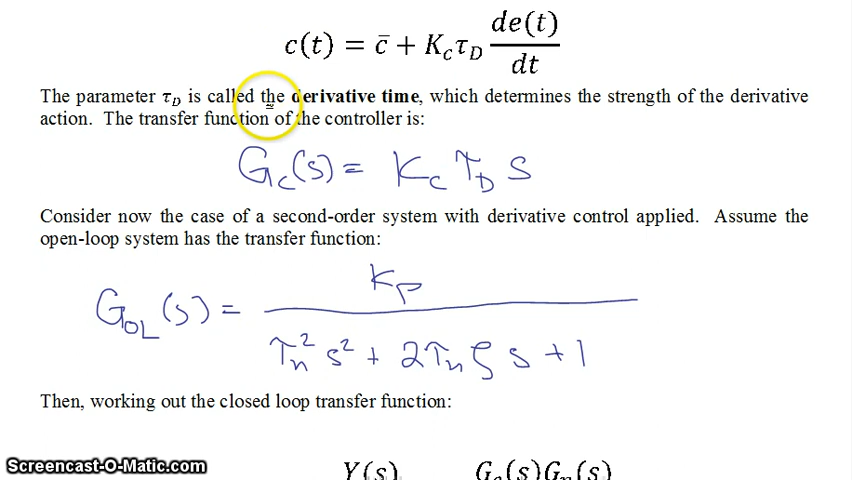 c(t) = c̄ + K_c τ_D de(t)/dt
The parameter τ_D is called the derivative time, which determines the strength of the derivative
action. The transfer function of the controller is:
G_c(s) = K_c τ_D s
Consider now the case of a second-order system with derivative control applied. Assume the
open-loop system has the transfer function:
G_OL(s) = K_P / (τ_n² s² + 2τ_n ζ s + 1)
Then, working out the closed loop transfer function:
Y(s) G_c(s)G_p(s)
Screencast-O-Matic.com